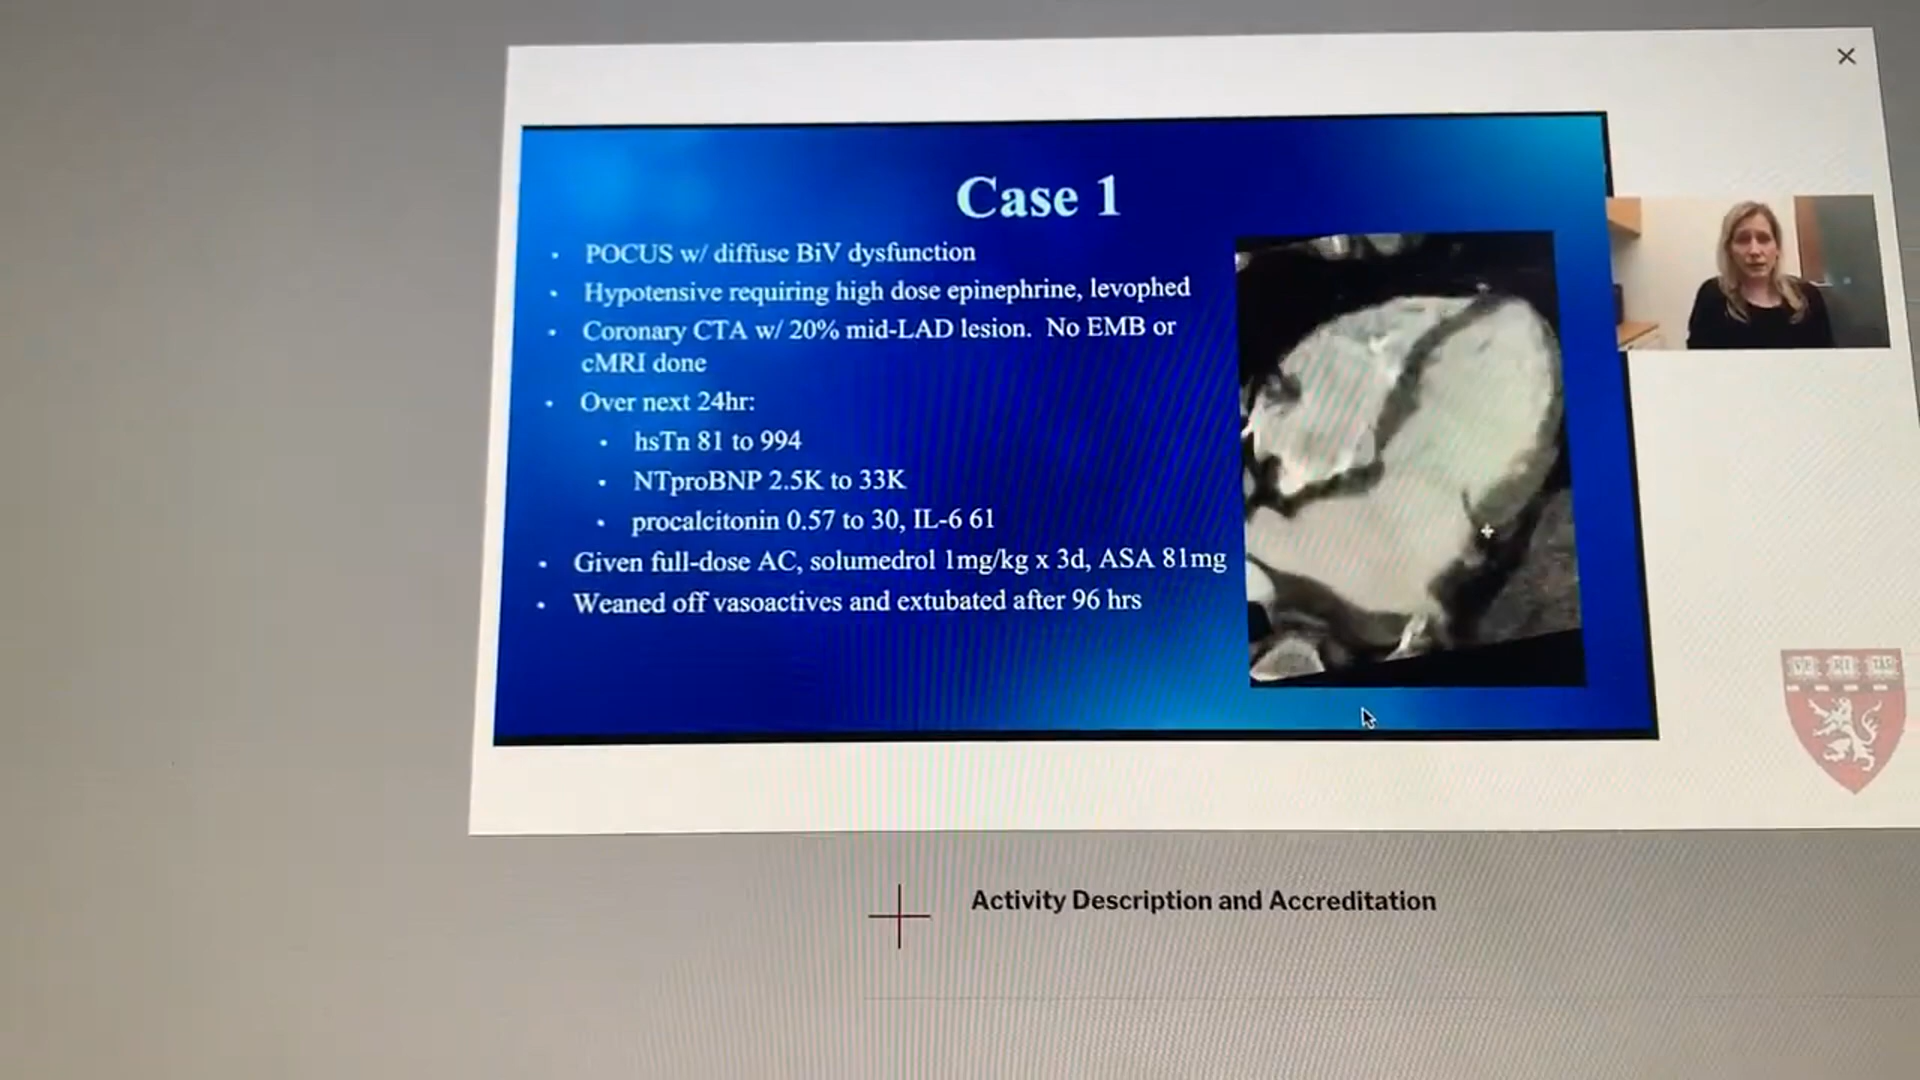 Case 1
• POCUS w/ diffuse BiV dysfunction
• Hypotensive requiring high dose epinephrine, levophed
• Coronary CTA w/ 20% mid-LAD lesion. No EMB or
cMRI done
• Over next 24hr:
• hsTn 81 to 994
• NTproBNP 2.5K to 33K
• procalcitonin 0.57 to 30, IL-6 61
• Given full-dose AC, solumedrol 1mg/kg x 3d, ASA 81mg
• Weaned off vasoactives and extubated after 96 hrs
VE RI TAS
Activity Description and Accreditation